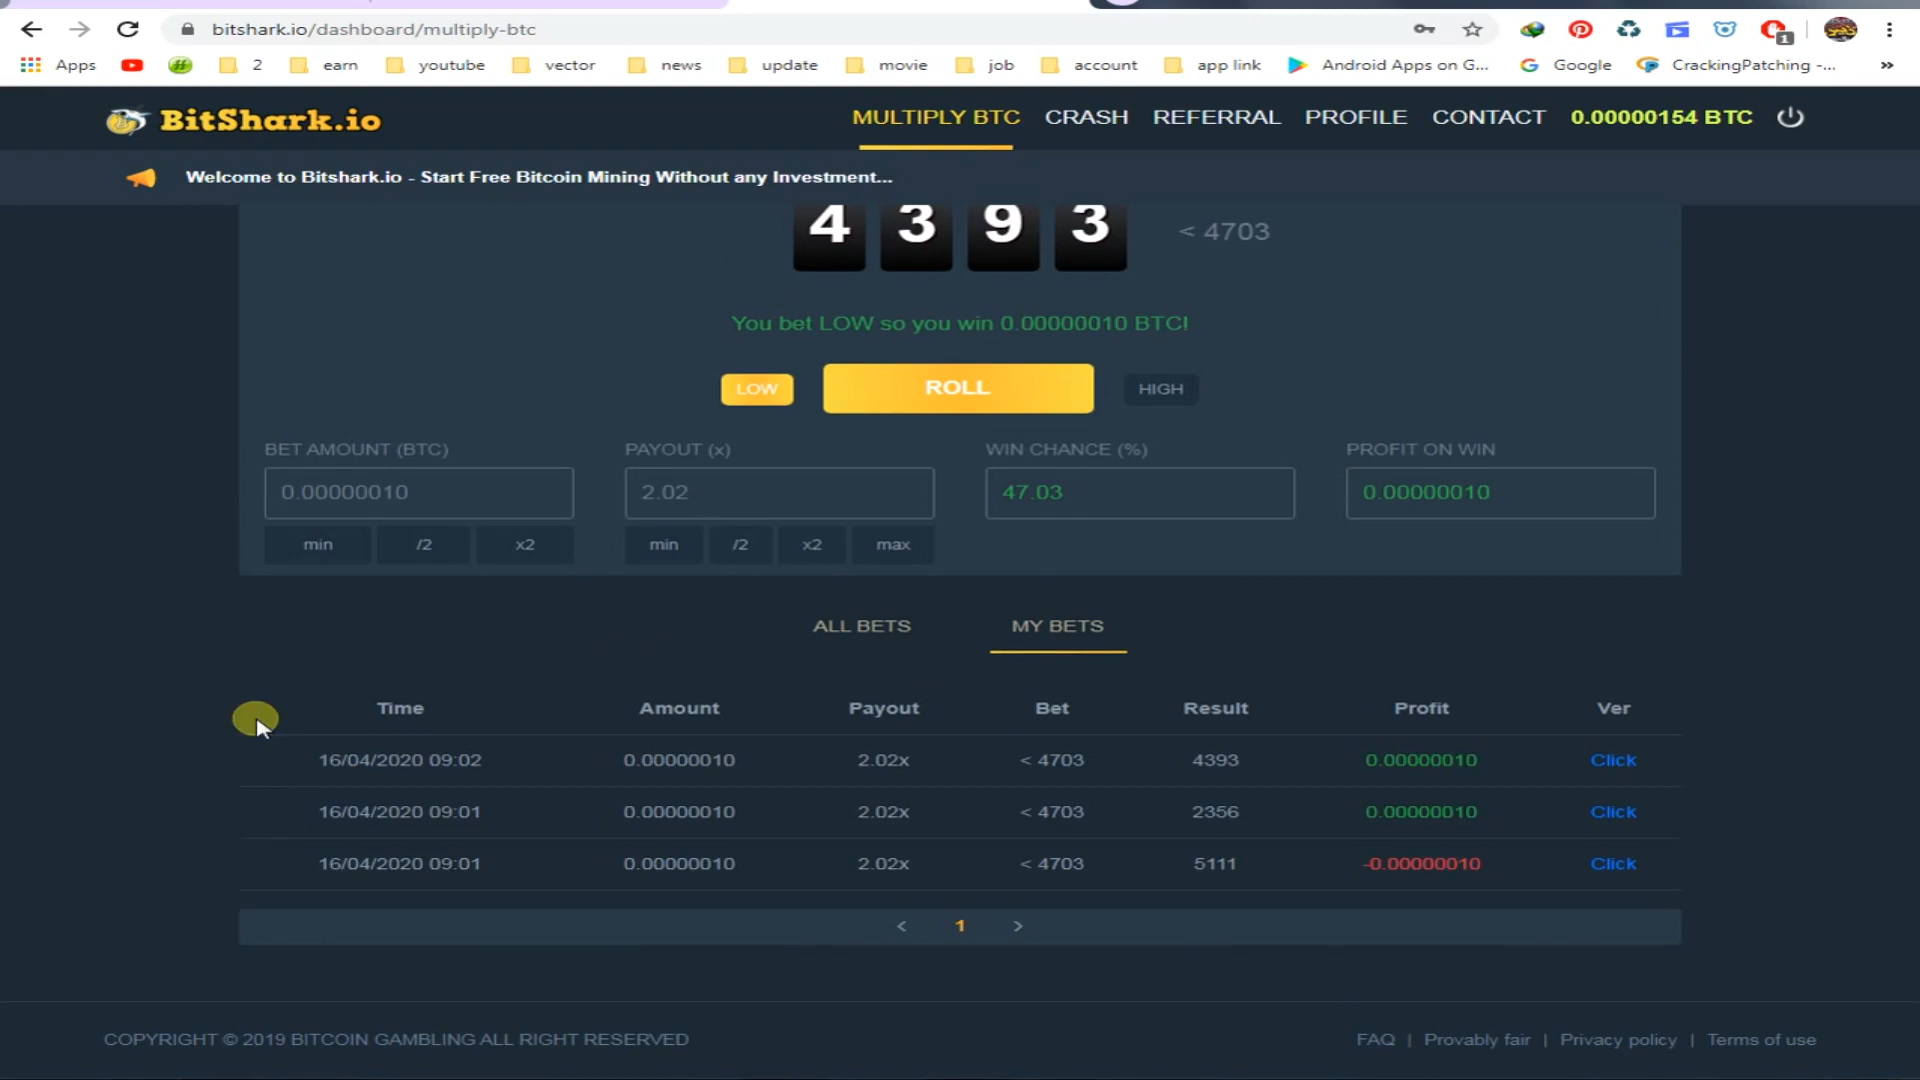 bitshark.io/dashboard/multiply-btc
1
Apps 2 earn youtube vector news update movie job account app link Android Apps on G... Google CrackingPatching -... »
BitShark.io MULTIPLY BTC CRASH REFERRAL PROFILE CONTACT 0.00000154 BTC
Welcome to Bitshark.io - Start Free Bitcoin Mining Without any Investment...
4 3 9 3 < 4703
You bet LOW so you win 0.00000010 BTC!
LOW ROLL HIGH
BET AMOUNT (BTC) PAYOUT (x) WIN CHANCE (%) PROFIT ON WIN
0.00000010 2.02 47.03 0.00000010
min /2 x2 min /2 x2 max
ALL BETS MY BETS
Time Amount Payout Bet Result Profit Ver
16/04/2020 09:02 0.00000010 2.02x < 4703 4393 0.00000010 Click
16/04/2020 09:01 0.00000010 2.02x < 4703 2356 0.00000010 Click
16/04/2020 09:01 0.00000010 2.02x < 4703 5111 -0.00000010 Click
< 1 >
COPYRIGHT © 2019 BITCOIN GAMBLING ALL RIGHT RESERVED FAQ | Provably fair | Privacy policy | Terms of use